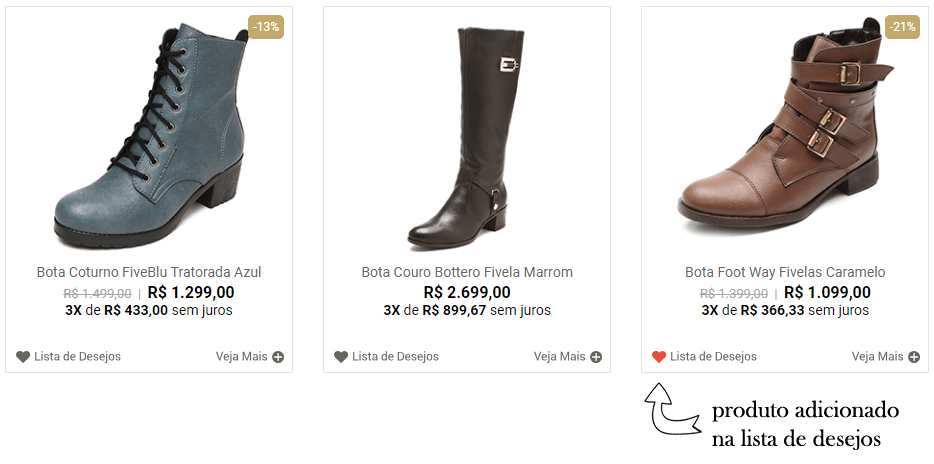 -13%
Bota Coturno FiveBlu Tratorada Azul
R$ 1.499,00 | R$ 1.299,00
3X de R$ 433,00 sem juros
Lista de Desejos
Veja Mais
Bota Couro Bottero Fivela Marrom
R$ 2.699,00
3X de R$ 899,67 sem juros
Lista de Desejos
Veja Mais
-21%
Bota Foot Way Fivelas Caramelo
R$ 1.399,00 | R$ 1.099,00
3X de R$ 366,33 sem juros
Lista de Desejos
Veja Mais
produto adicionado
na lista de desejos